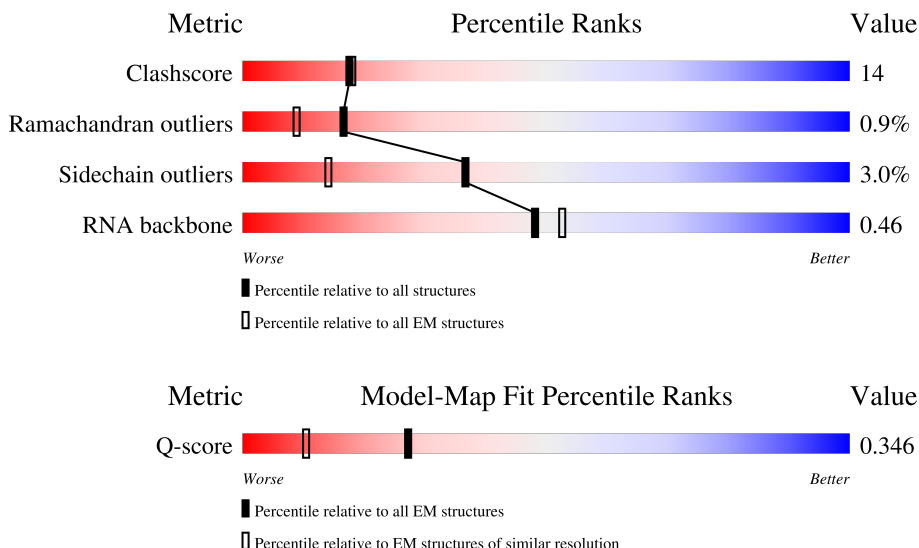 Metric Percentile Ranks Value
Clashscore 14
Ramachandran outliers 0.9%
Sidechain outliers 3.0%
RNA backbone 0.46
Worse Better
Percentile relative to all structures
Percentile relative to all EM structures
Metric Model-Map Fit Percentile Ranks Value
Q-score 0.346
Worse Better
Percentile relative to all EM structures
Percentile relative to EM structures of similar resolution